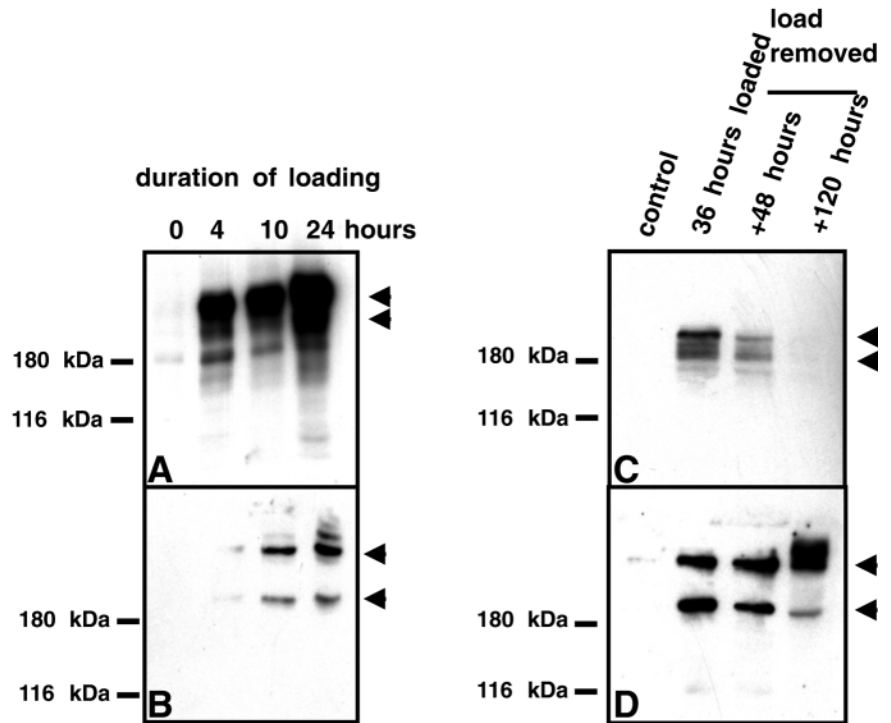 duration of loading
0 4 10 24 hours
180 kDa
116 kDa
A
180 kDa
116 kDa
B
load
removed
control
36 hours loaded
+48 hours
+120 hours
180 kDa
116 kDa
C
180 kDa
116 kDa
D